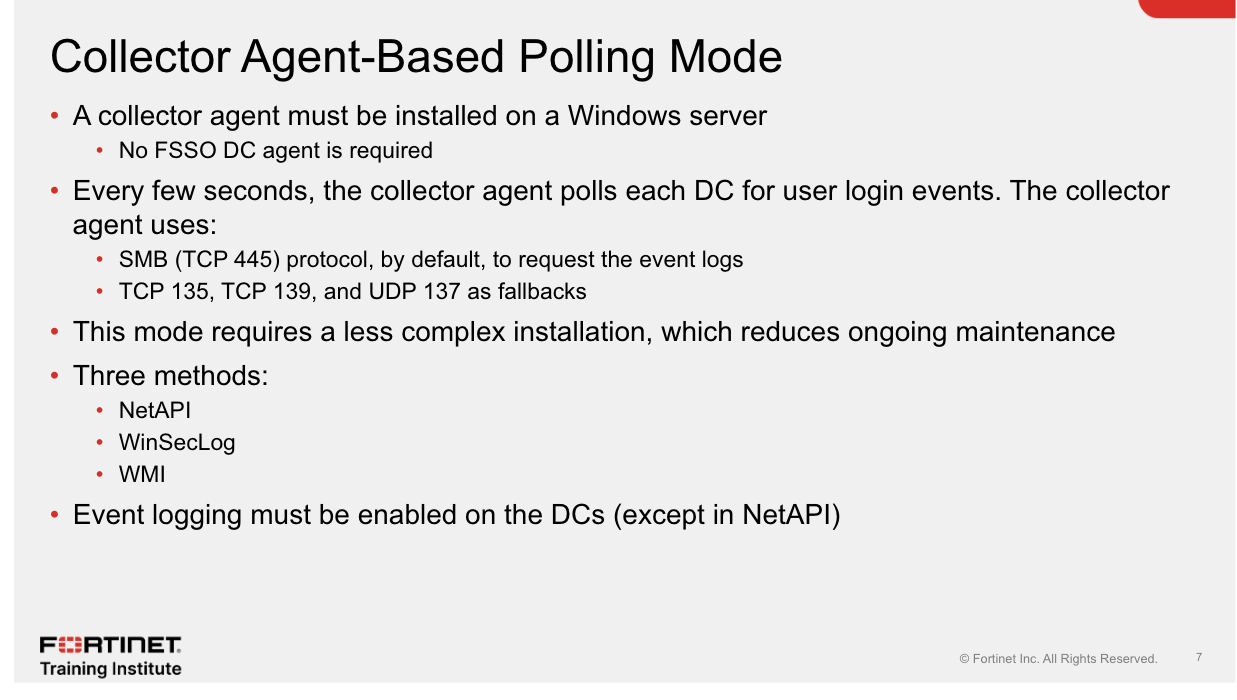 Collector Agent-Based Polling Mode
• A collector agent must be installed on a Windows server
• No FSSO DC agent is required
• Every few seconds, the collector agent polls each DC for user login events. The collector
agent uses:
• SMB (TCP 445) protocol, by default, to request the event logs
• TCP 135, TCP 139, and UDP 137 as fallbacks
• This mode requires a less complex installation, which reduces ongoing maintenance
• Three methods:
• NetAPI
• WinSecLog
• WMI
• Event logging must be enabled on the DCs (except in NetAPI)
FORTINET
Training Institute
© Fortinet Inc. All Rights Reserved.
7